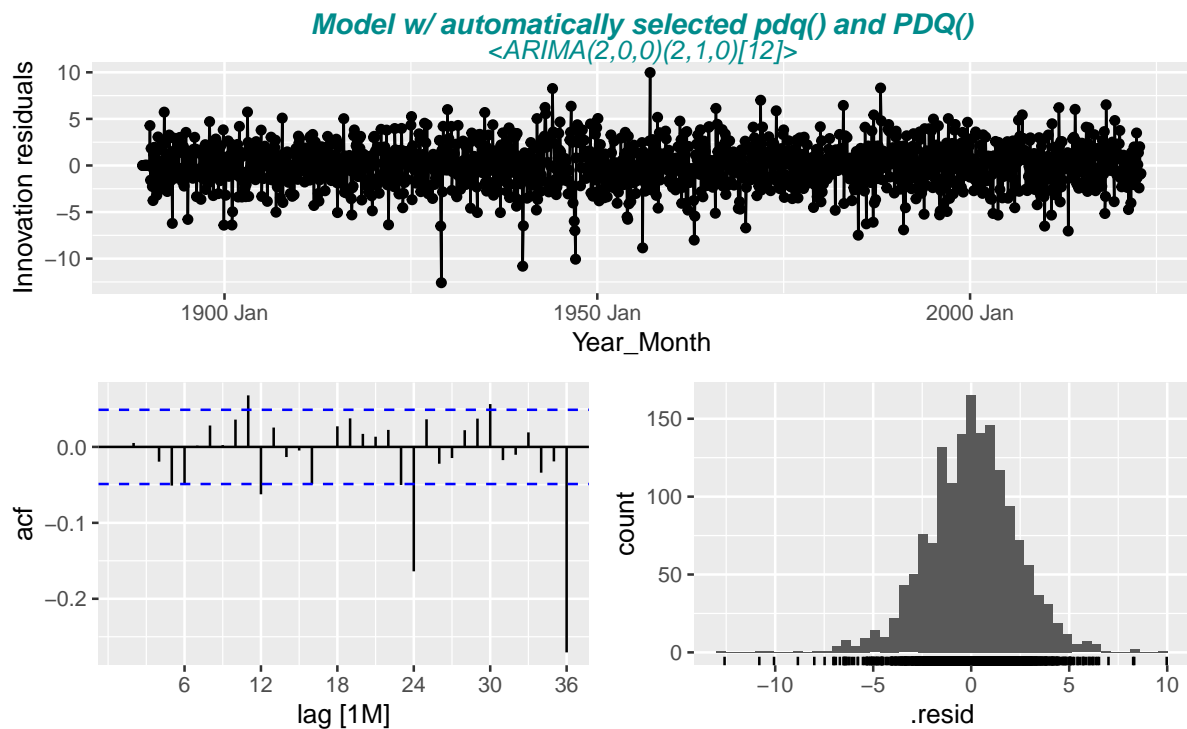 Model w/ automatically selected pdq() and PDQ()
<ARIMA(2,0,0)(2,1,0)[12]>
Innovation residuals
10
5
0
−5
−10
1900 Jan 1950 Jan 2000 Jan
Year_Month
acf
0.0
−0.1
−0.2
6 12 18 24 30 36
lag [1M]
count
150
100
50
0
−10 −5 0 5 10
.resid